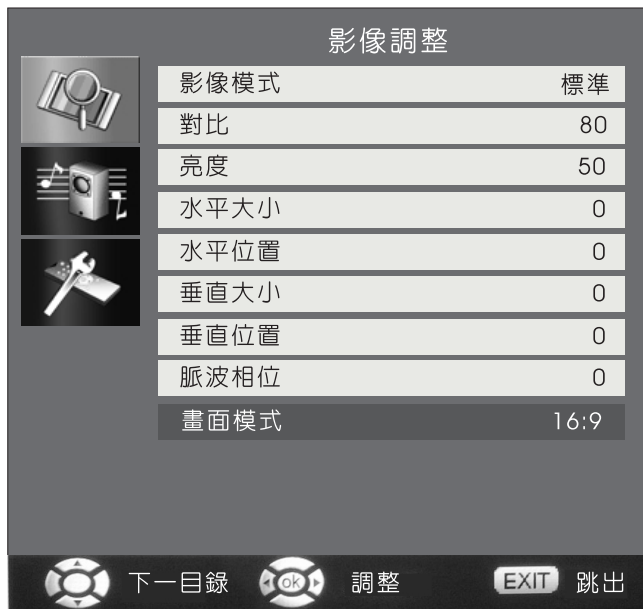 影像調整
影像模式 標準
對比 80
亮度 50
水平大小 0
水平位置 0
垂直大小 0
垂直位置 0
脈波相位 0
畫面模式 16:9
下一目錄 ok 調整 EXIT 跳出